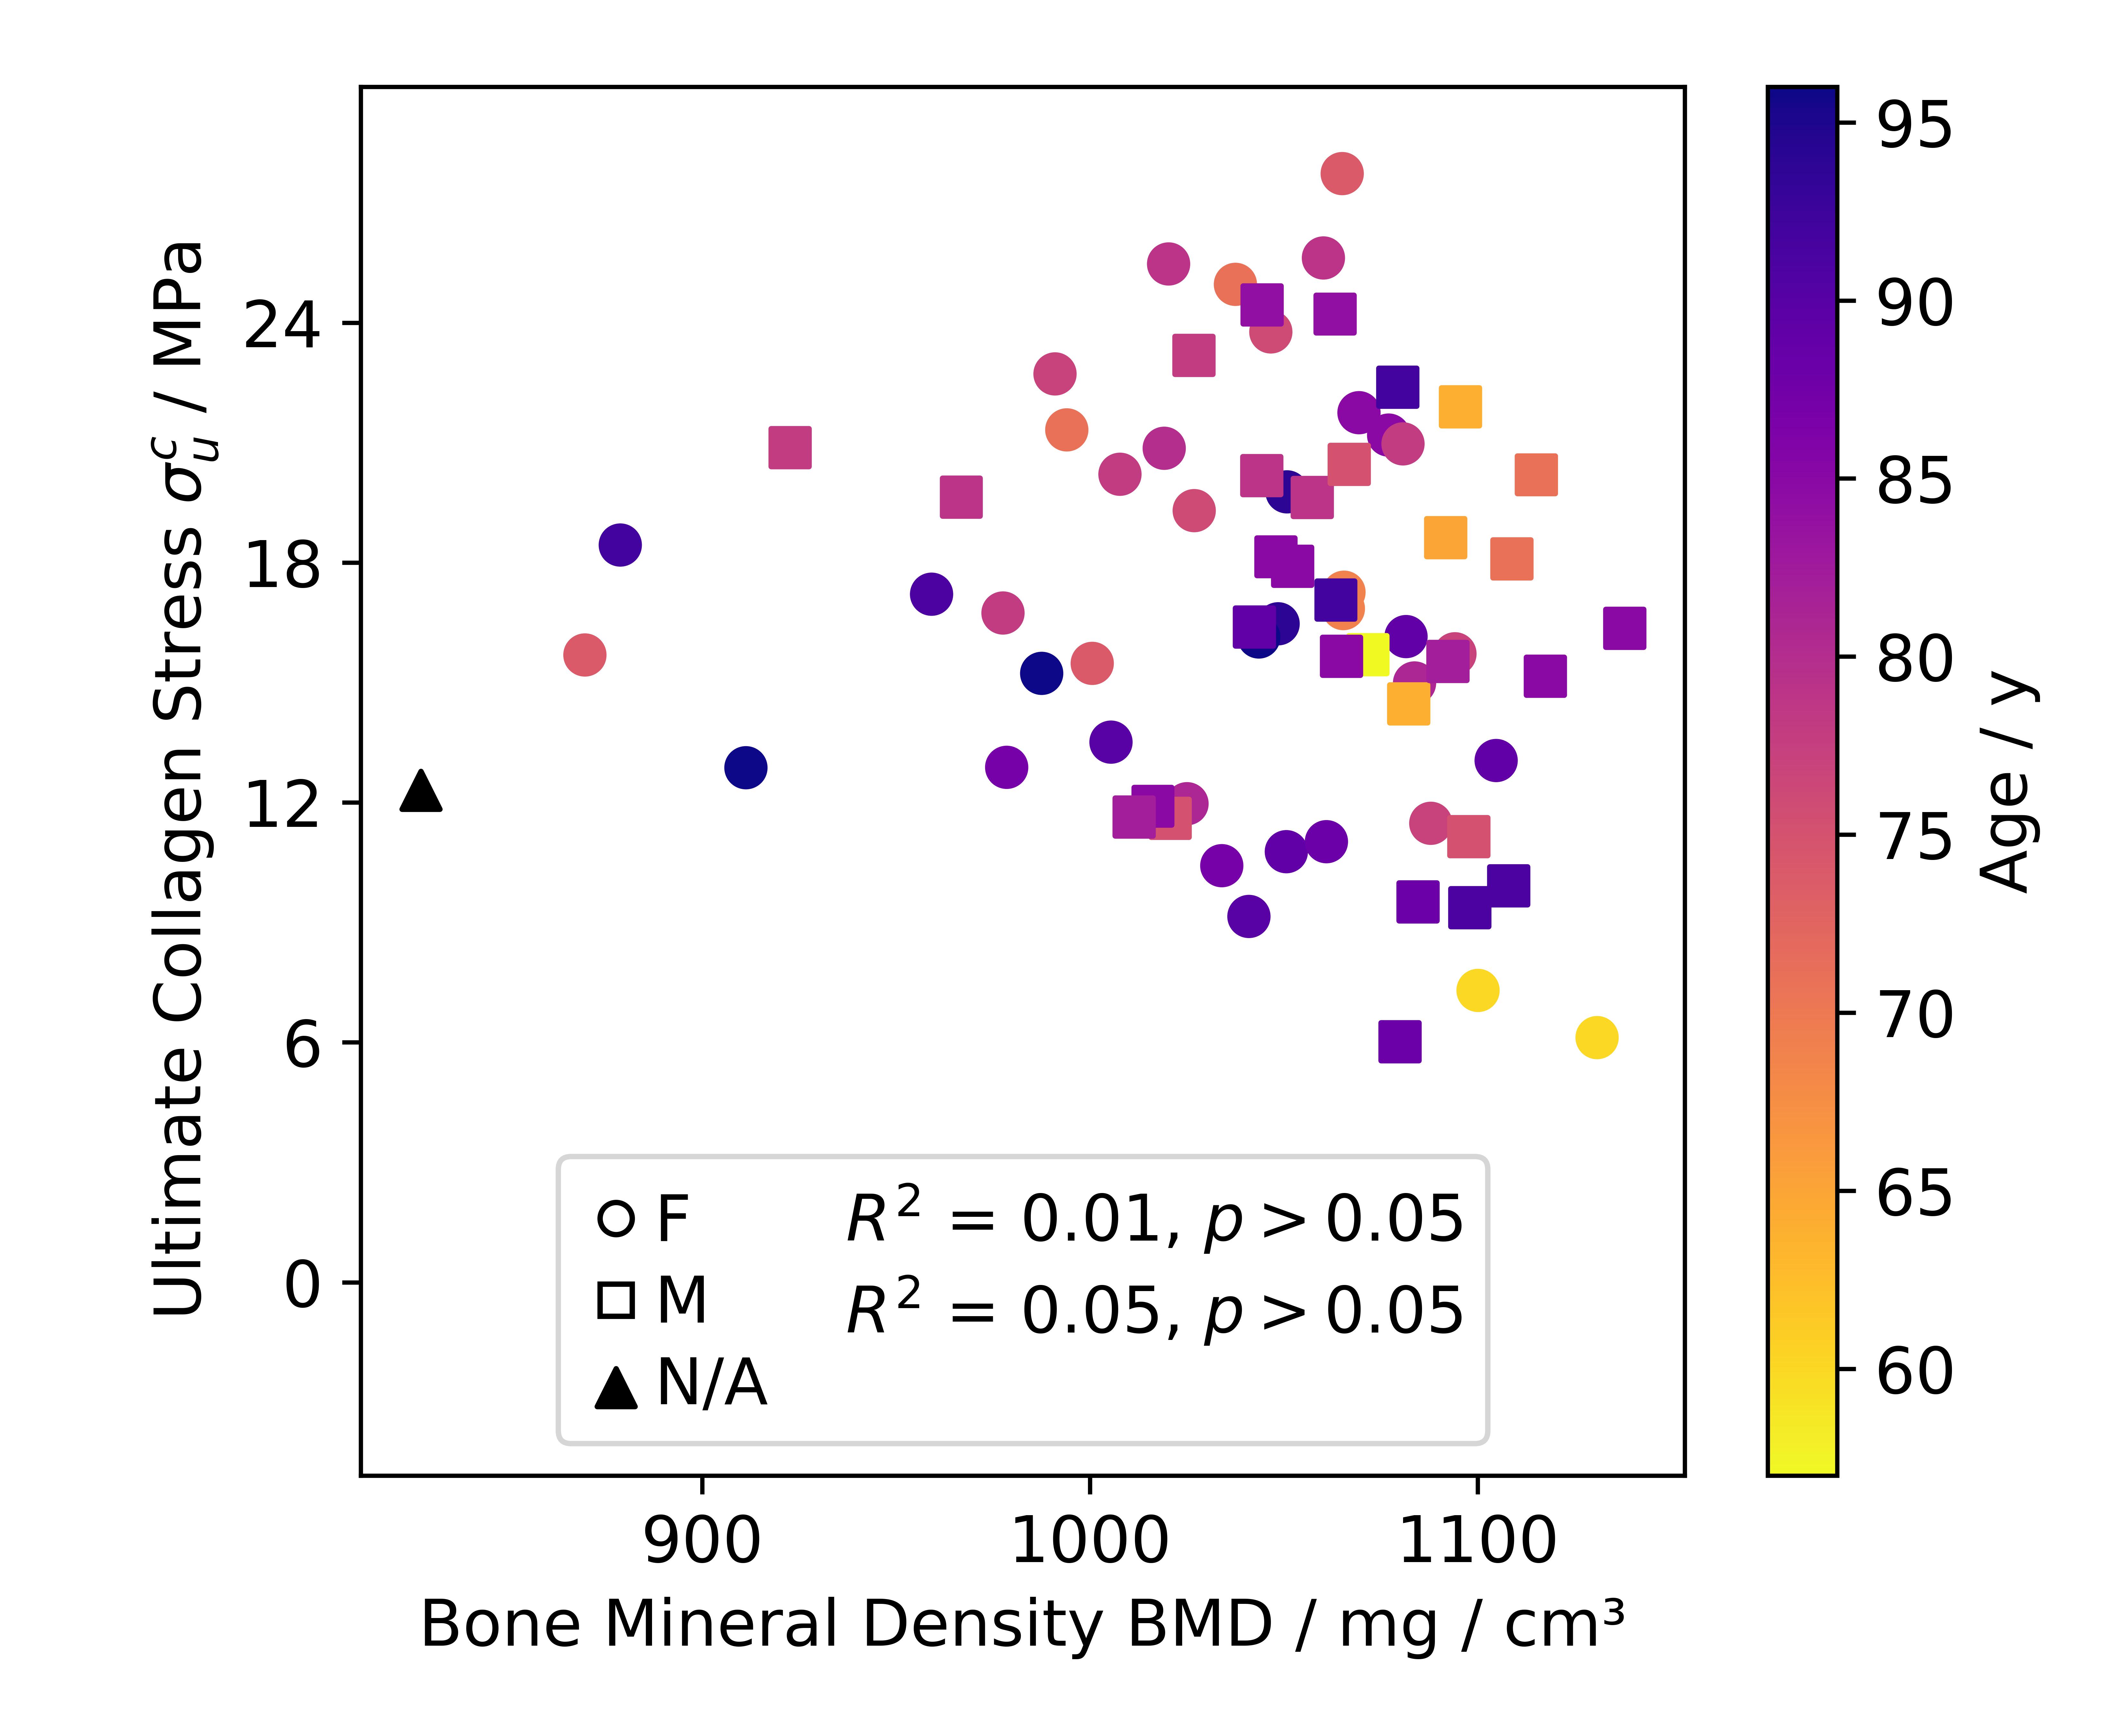 Ultimate Collagen Stress σᶜᵤ / MPa
24
18
12
6
0
F R² = 0.01, p > 0.05
M R² = 0.05, p > 0.05
N/A
900 1000 1100
Bone Mineral Density BMD / mg / cm³
95
90
85
80
75
70
65
60
Age / y